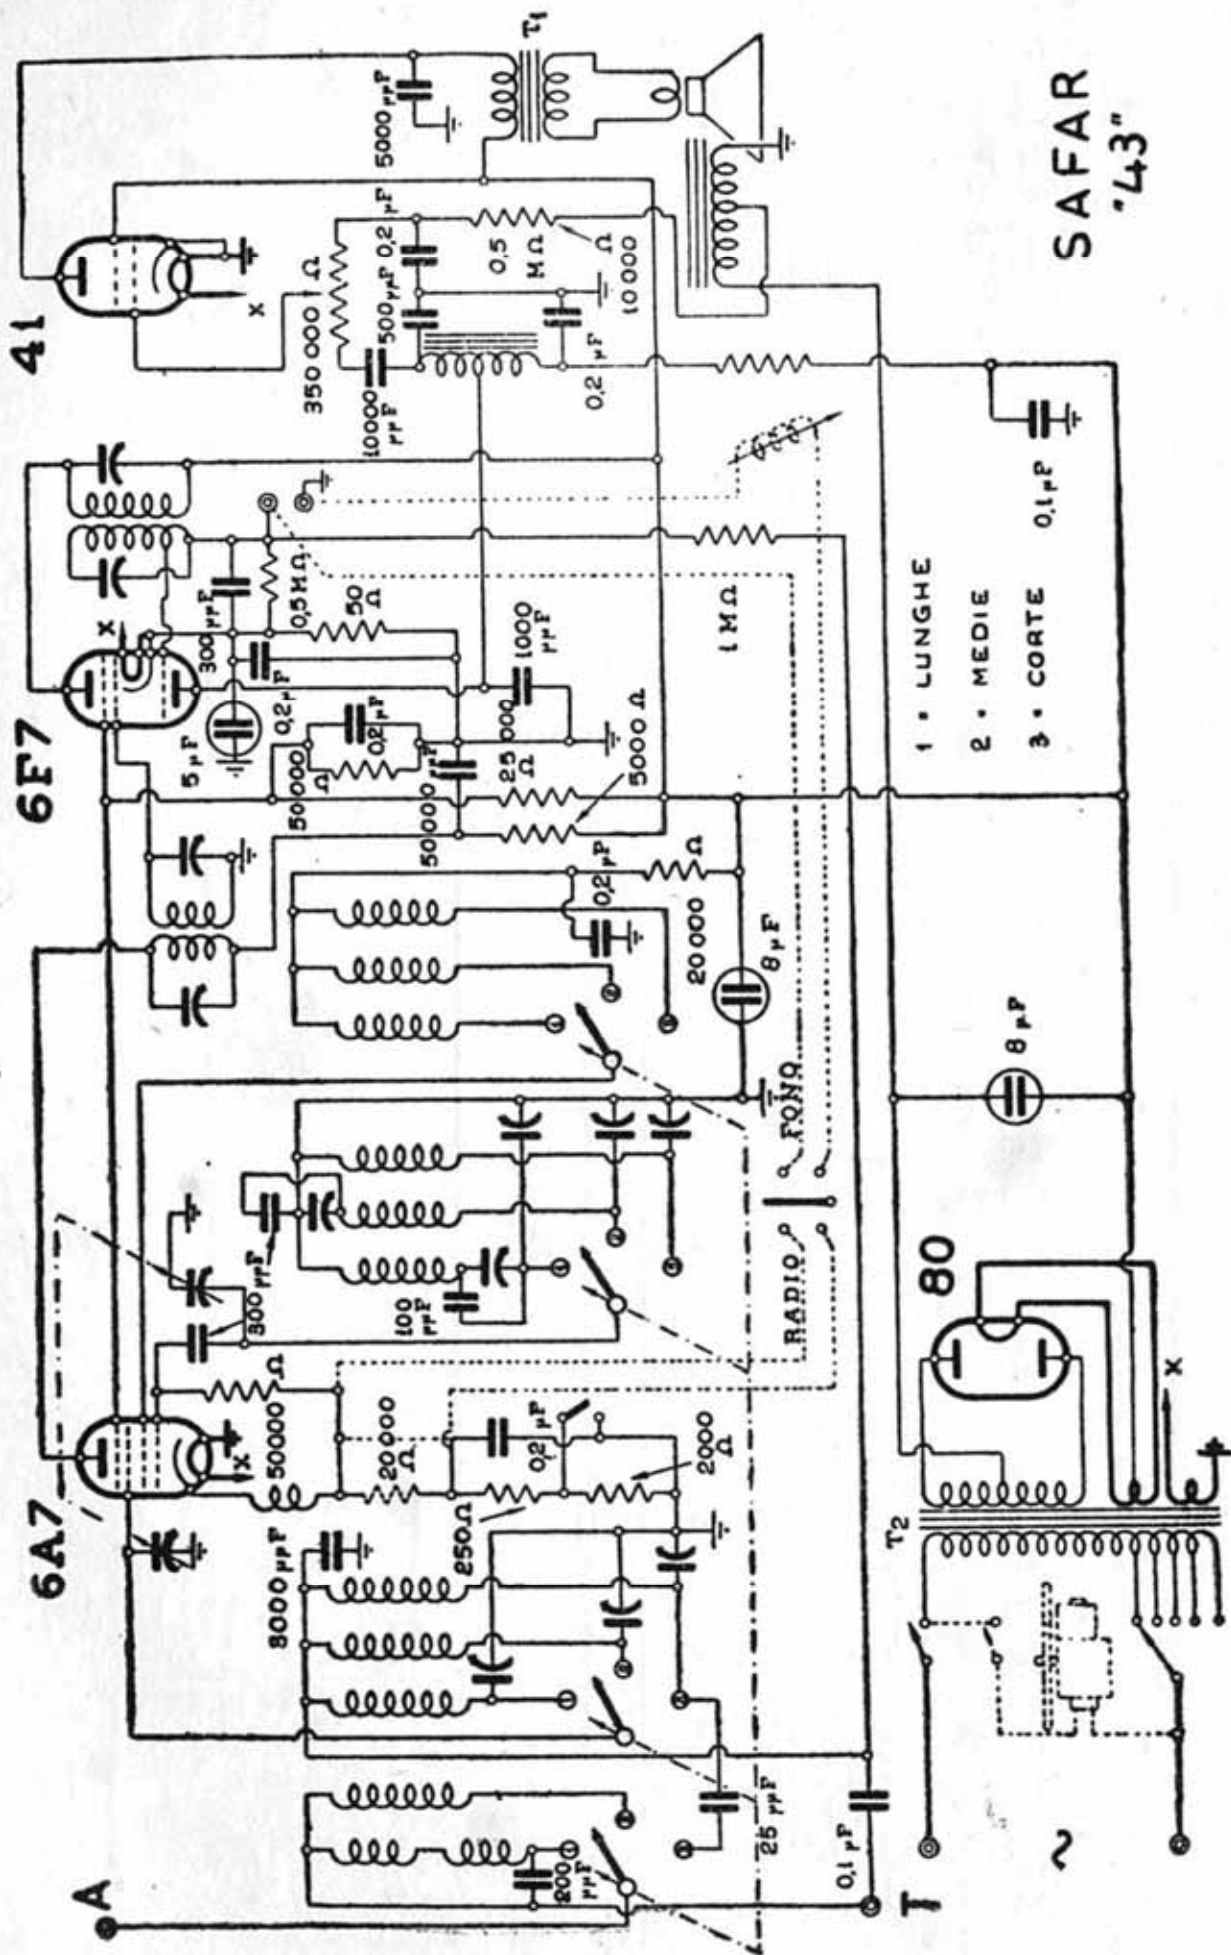 6A7
6F7
41
80
A
T
T1
T2
SAFAR
"43"
1 = LUNGHE
2 = MEDIE
3 = CORTE
RADIO
FONO
X
X
X
X
5000 µµF
350 000 Ω
0,2 µF
500 µµF
0,5 MΩ
10000 Ω
10000 µµF
0,2 µF
0,1 µF
300 µµF
0,5 MΩ
50 Ω
0,2 µF
5 µF
1000 µµF
1 MΩ
50000 Ω
0,2 µF
50000 µµF
25 000 Ω
5000 Ω
0,2 µF
20000 Ω
8 µF
8 µF
300 µµF
100 µµF
50000 Ω
20000 Ω
0,2 µF
250 Ω
2000 Ω
8000 µµF
200 µµF
25 µµF
0,1 µF
~